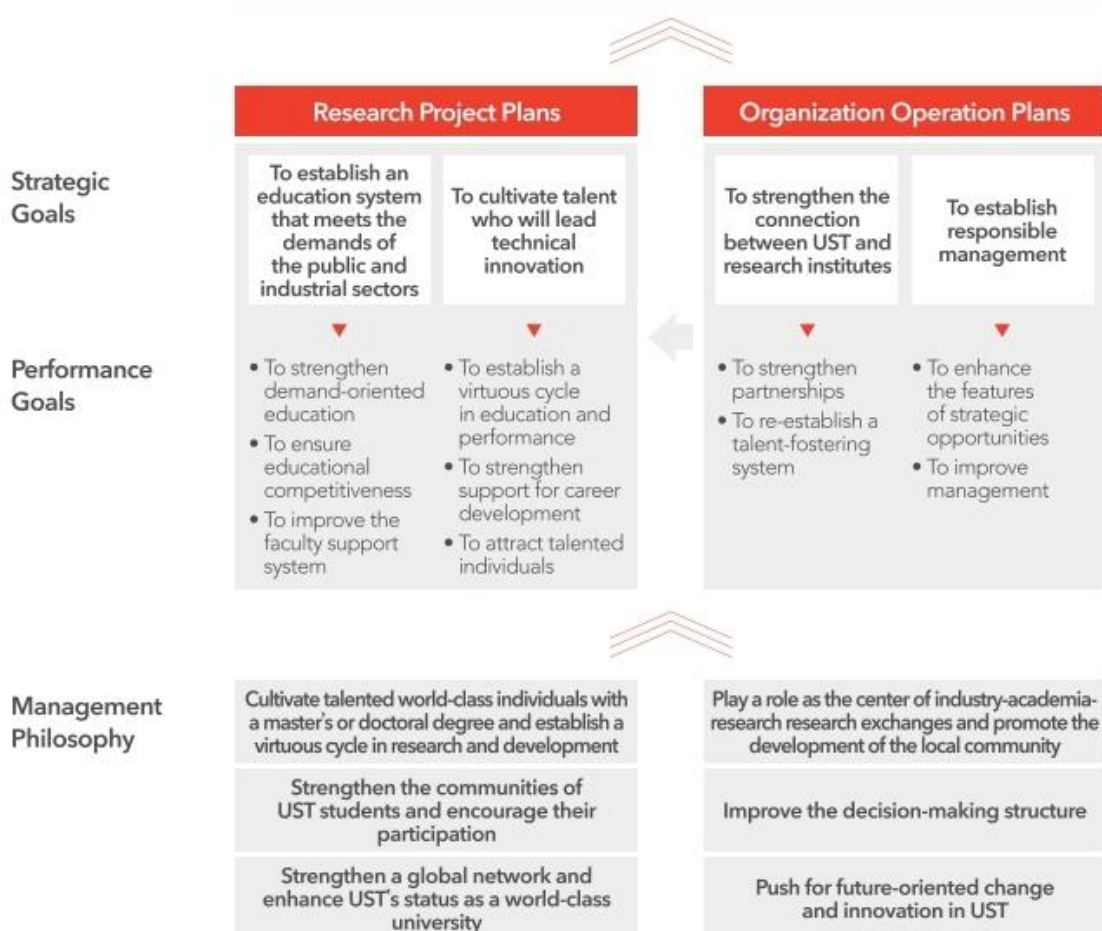 Research Project Plans
Organization Operation Plans
Strategic
Goals
To establish an
education system
that meets the
demands of
the public and
industrial sectors
To cultivate talent
who will lead
technical
innovation
To strengthen the
connection
between UST and
research institutes
To establish
responsible
management
Performance
Goals
• To strengthen
demand-oriented
education
• To ensure
educational
competitiveness
• To improve the
faculty support
system
• To establish a
virtuous cycle
in education and
performance
• To strengthen
support for career
development
• To attract talented
individuals
• To strengthen
partnerships
• To re-establish a
talent-fostering
system
• To enhance
the features
of strategic
opportunities
• To improve
management
Management
Philosophy
Cultivate talented world-class individuals with
a master's or doctoral degree and establish a
virtuous cycle in research and development
Play a role as the center of industry-academia-
research research exchanges and promote the
development of the local community
Strengthen the communities of
UST students and encourage their
participation
Improve the decision-making structure
Strengthen a global network and
enhance UST's status as a world-class
university
Push for future-oriented change
and innovation in UST